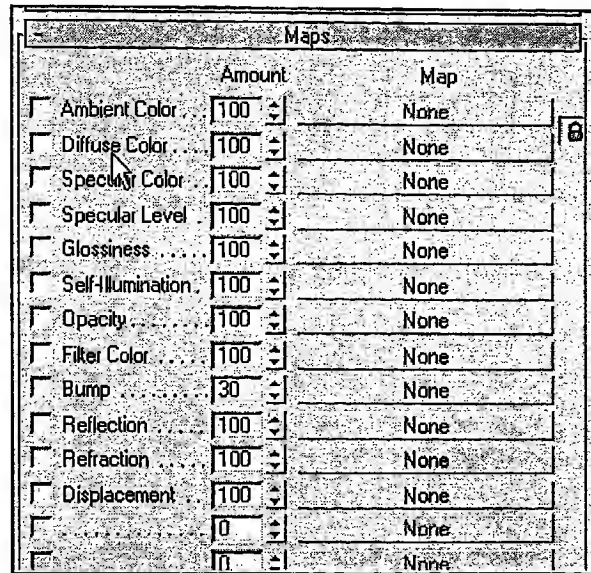 Maps
Amount Map
Ambient Color . . . 100 None
Diffuse Color . . . . . 100 None
Specular Color . . 100 None
Specular Level . 100 None
Glossiness . . . . . 100 None
Self-Illumination . 100 None
Opacity . . . . . . . . 100 None
Filter Color . . . . . 100 None
Bump . . . . . . . . . 30 None
Reflection . . . . . 100 None
Refraction . . . . . 100 None
Displacement . . 100 None
. . . . . . . . . . . . . . 0 None
. . . . . . . . . . . . . . 0 None